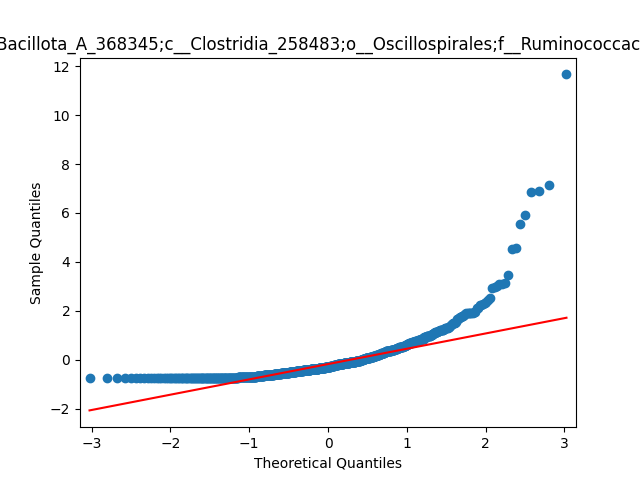 Bacillota_A_368345;c__Clostridia_258483;o__Oscillospirales;f__Ruminococcac
12
10
8
6
4
2
0
−2
Sample Quantiles
−3 −2 −1 0 1 2 3
Theoretical Quantiles